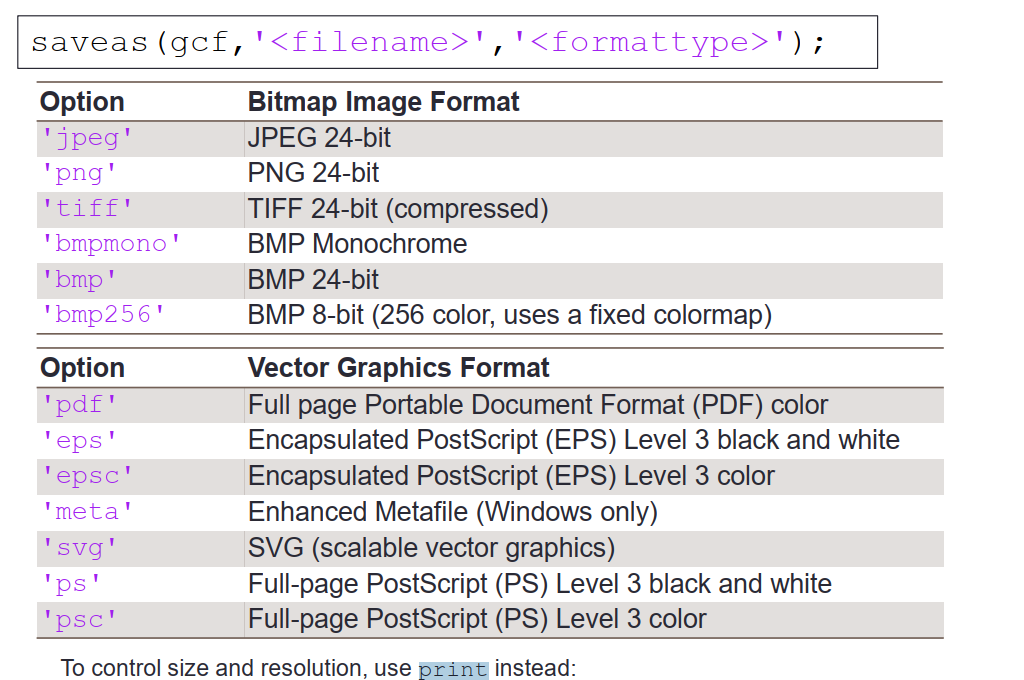 saveas(gcf,'<filename>','<formattype>');
Option Bitmap Image Format
'jpeg' JPEG 24-bit
'png' PNG 24-bit
'tiff' TIFF 24-bit (compressed)
'bmpmono' BMP Monochrome
'bmp' BMP 24-bit
'bmp256' BMP 8-bit (256 color, uses a fixed colormap)
Option Vector Graphics Format
'pdf' Full page Portable Document Format (PDF) color
'eps' Encapsulated PostScript (EPS) Level 3 black and white
'epsc' Encapsulated PostScript (EPS) Level 3 color
'meta' Enhanced Metafile (Windows only)
'svg' SVG (scalable vector graphics)
'ps' Full-page PostScript (PS) Level 3 black and white
'psc' Full-page PostScript (PS) Level 3 color
To control size and resolution, use print instead: